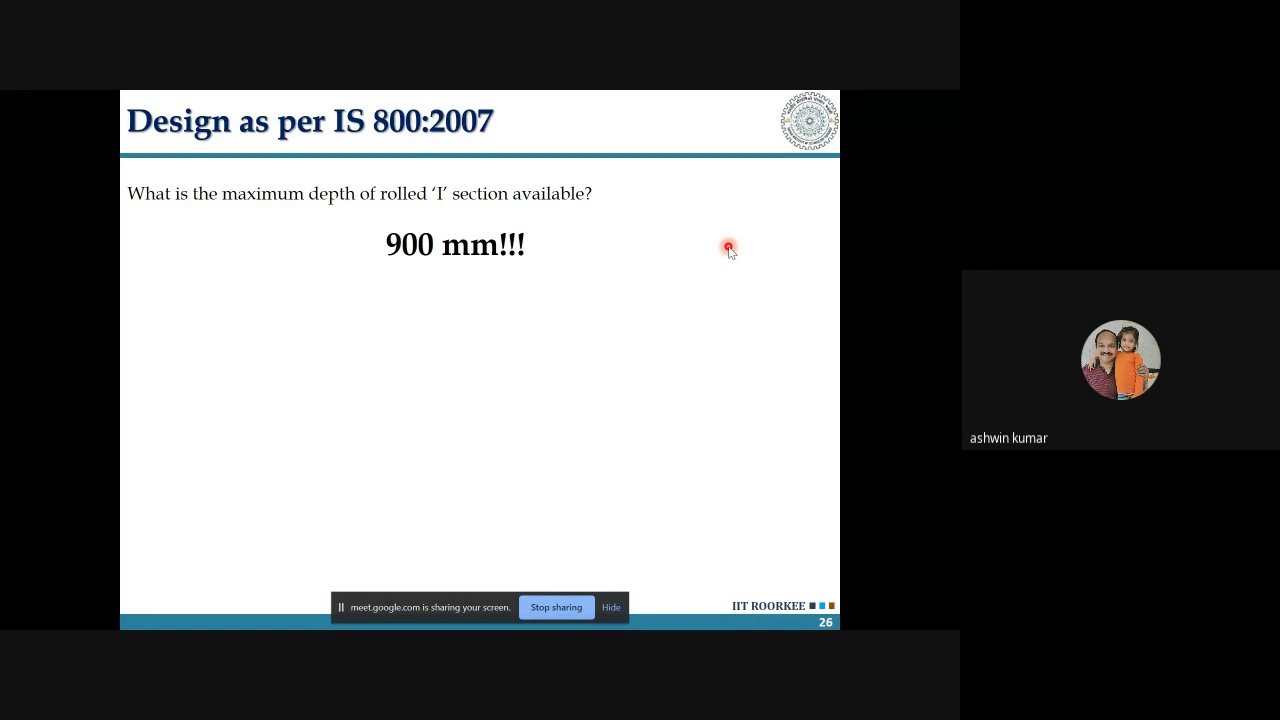 Design as per IS 800:2007
What is the maximum depth of rolled ‘I’ section available?
900 mm!!!
ashwin kumar
meet.google.com is sharing your screen. Stop sharing Hide
IIT ROORKEE
26